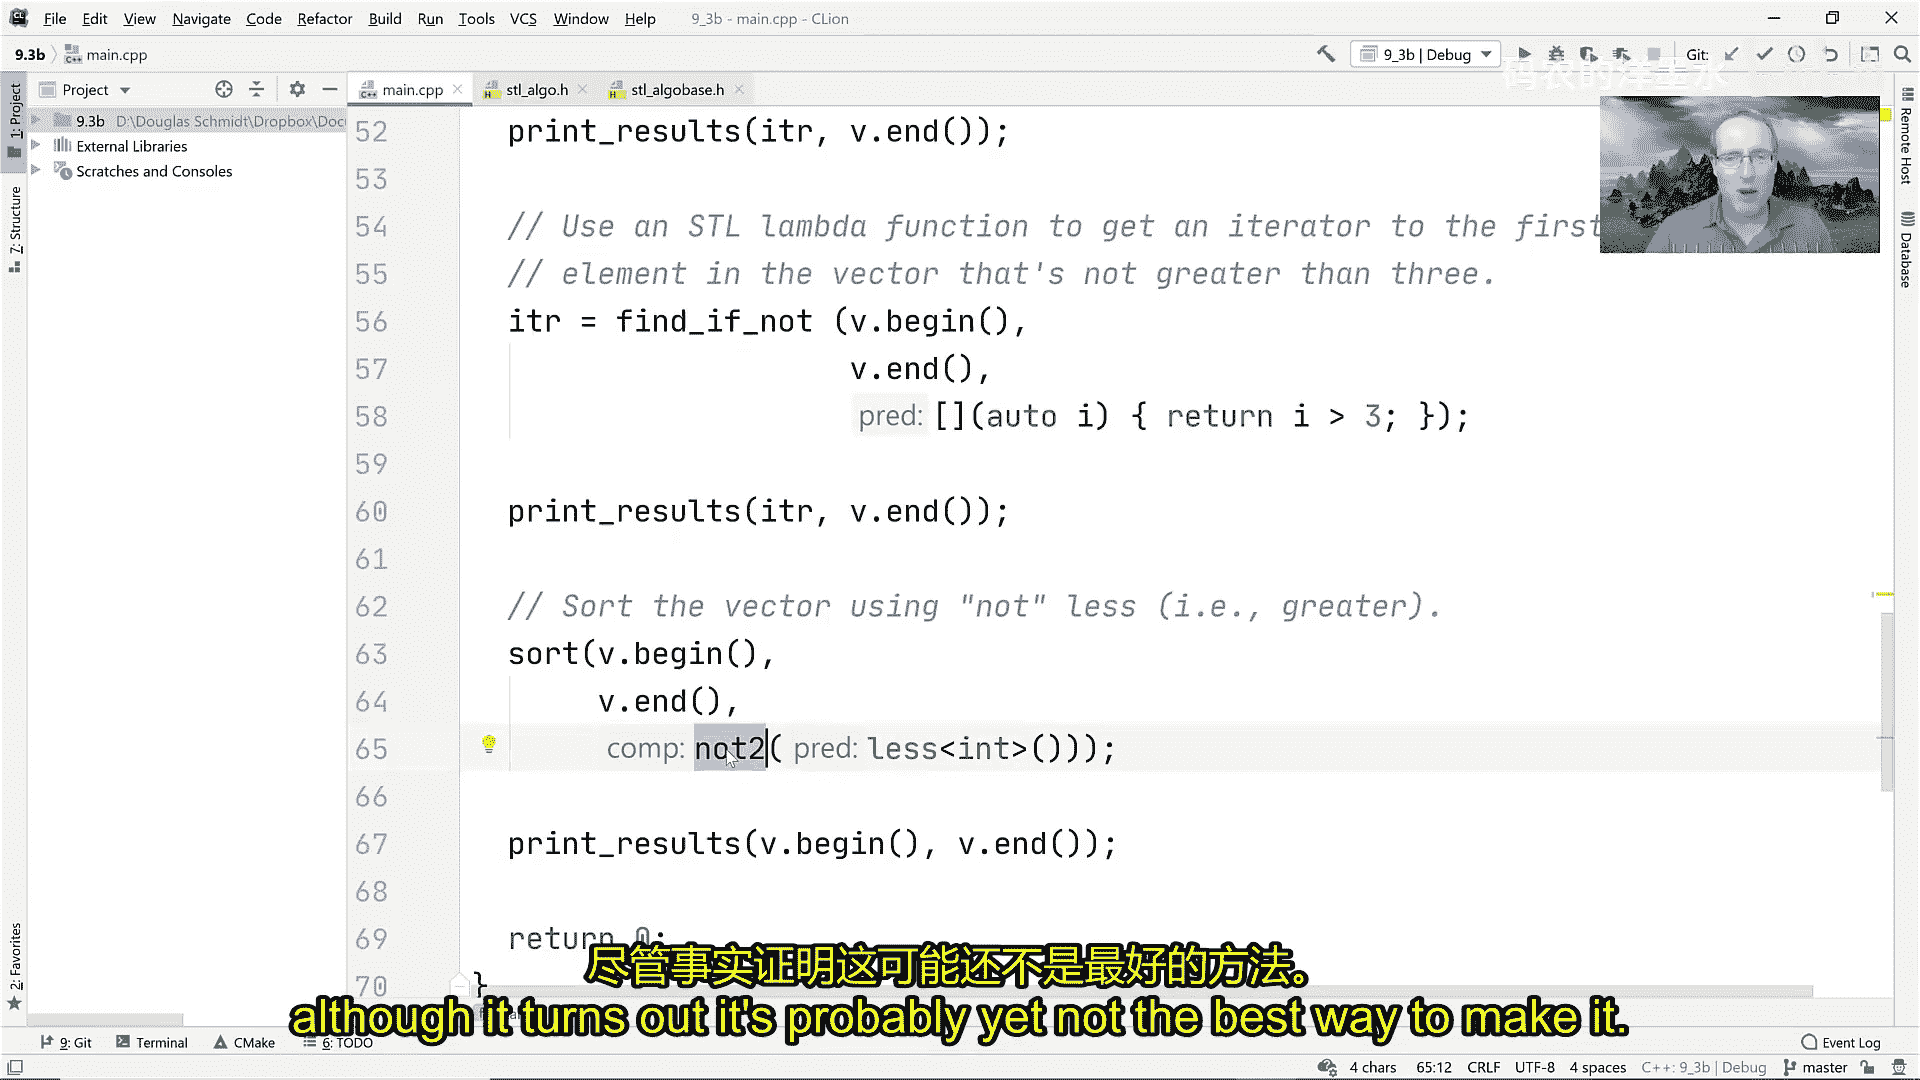 File Edit View Navigate Code Refactor Build Run Tools VCS Window Help 9_3b - main.cpp - CLion
9.3b main.cpp 9_3b | Debug Git:
码农的洋墨水
1: Project
Project
main.cpp stl_algo.h stl_algobase.h
9.3b D:\Douglas Schmidt\Dropbox\Doc
External Libraries
Scratches and Consoles
Z: Structure
2: Favorites
Remote Host
Database
52 print_results(itr, v.end());
53
54 // Use an STL lambda function to get an iterator to the first
55 // element in the vector that's not greater than three.
56 itr = find_if_not (v.begin(),
57 v.end(),
58 pred: [](auto i) { return i > 3; });
59
60 print_results(itr, v.end());
61
62 // Sort the vector using "not" less (i.e., greater).
63 sort(v.begin(),
64 v.end(),
65 comp: not2( pred: less<int>()));
66
67 print_results(v.begin(), v.end());
68
69 return 0;
70 }
尽管事实证明这可能还不是最好的方法。
although it turns out it's probably yet not the best way to make it.
9: Git Terminal CMake 6: TODO Event Log
4 chars 65:12 CRLF UTF-8 4 spaces C++: 9_3b | Debug master